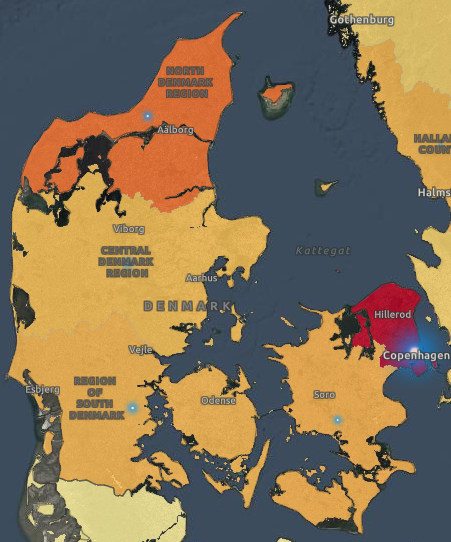 Gothenburg
NORTH
DENMARK
REGION
Aalborg
HALLA
COUN
Halms
Viborg
CENTRAL
DENMARK
REGION
Kattegat
Aarhus
DENMARK
Hillerod
Vejle
Copenhagen
Esbjerg
REGION
OF
SOUTH
DENMARK
Odense
Soro